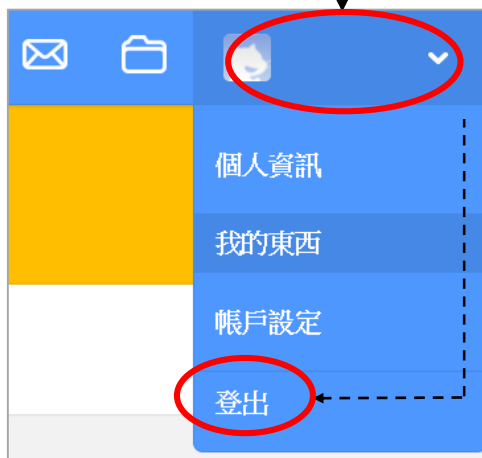 個人資訊
我的東西
帳戶設定
登出